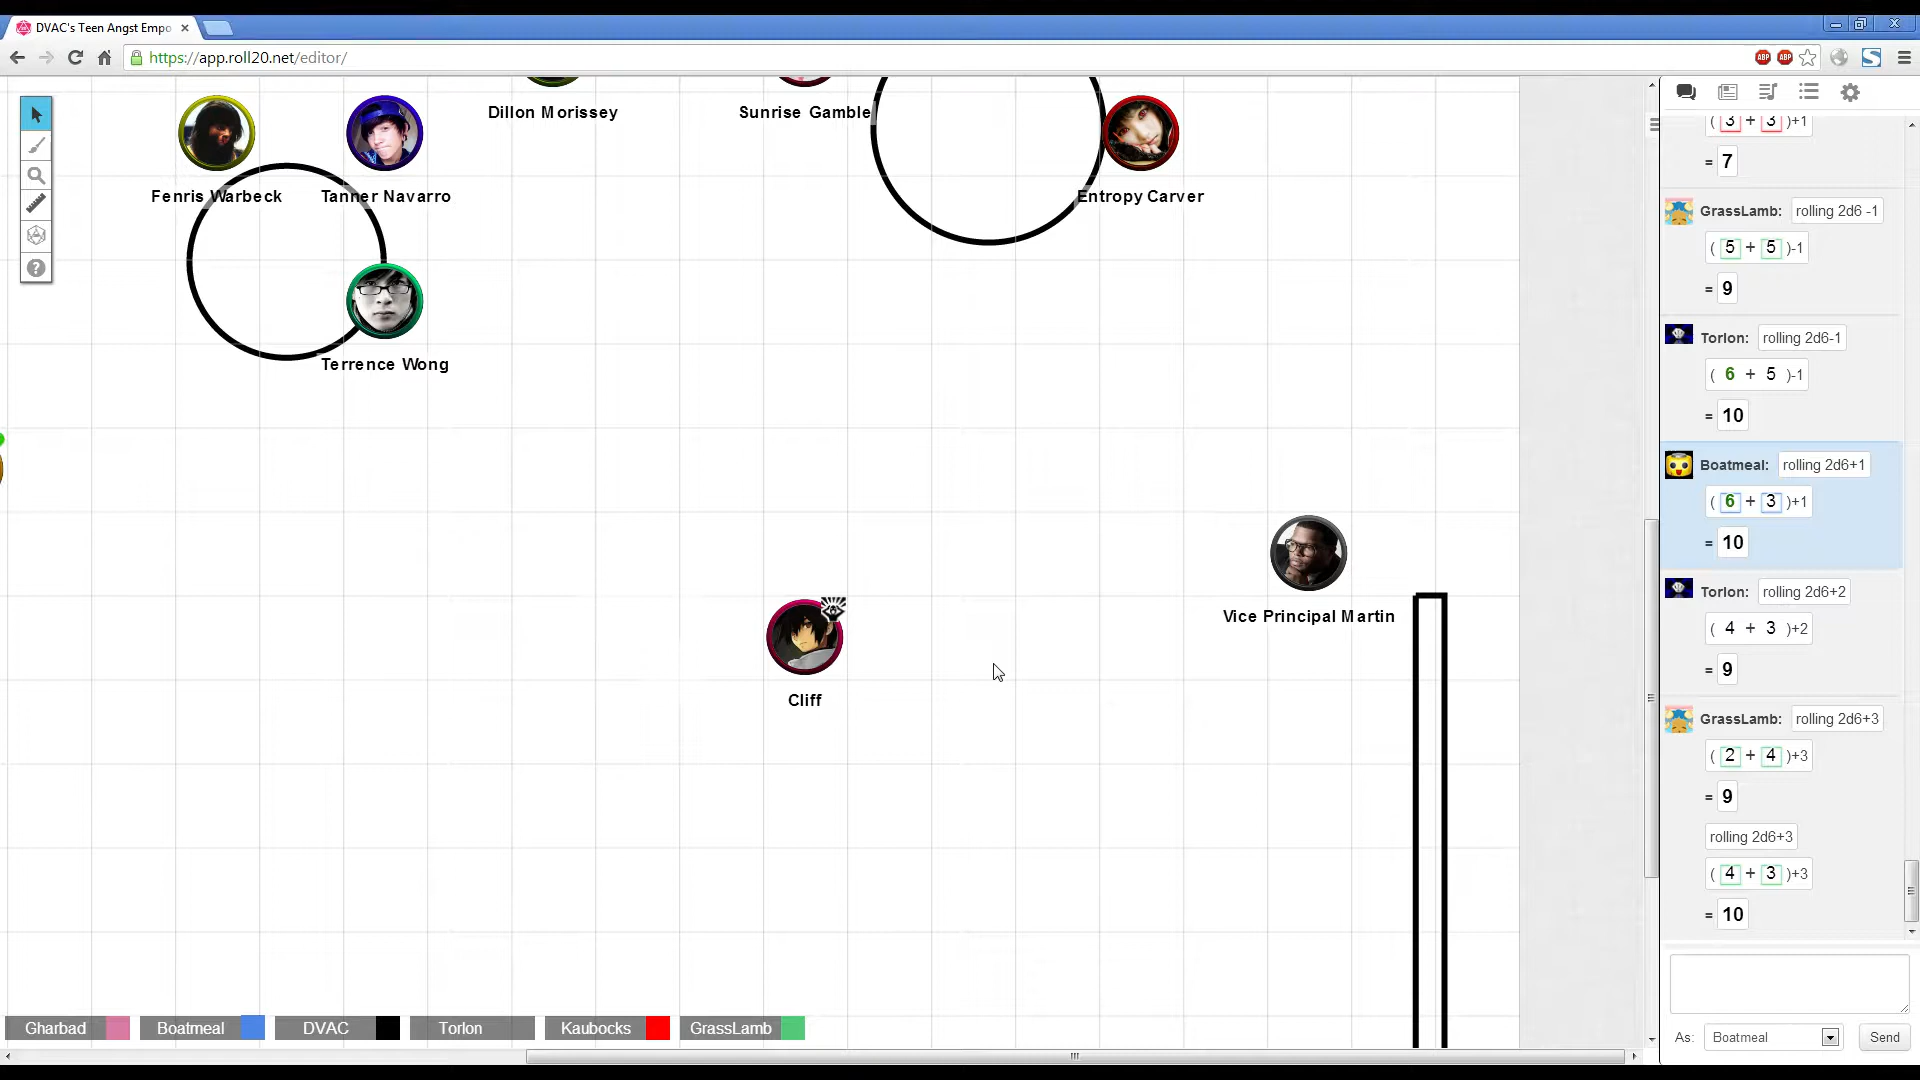 DVAC's Teen Angst Empo
https://app.roll20.net/editor/
ABP
ABP
Dillon Morissey
Sunrise Gamble
Fenris Warbeck
Tanner Navarro
Entropy Carver
Terrence Wong
Vice Principal Martin
Cliff
( 3 + 3 )+1
= 7
GrassLamb: rolling 2d6 -1
( 5 + 5 )-1
= 9
Torlon: rolling 2d6-1
( 6 + 5 )-1
= 10
Boatmeal: rolling 2d6+1
( 6 + 3 )+1
= 10
Torlon: rolling 2d6+2
( 4 + 3 )+2
= 9
GrassLamb: rolling 2d6+3
( 2 + 4 )+3
= 9
rolling 2d6+3
( 4 + 3 )+3
= 10
Gharbad Boatmeal DVAC Torlon Kaubocks GrassLamb
As: Boatmeal Send